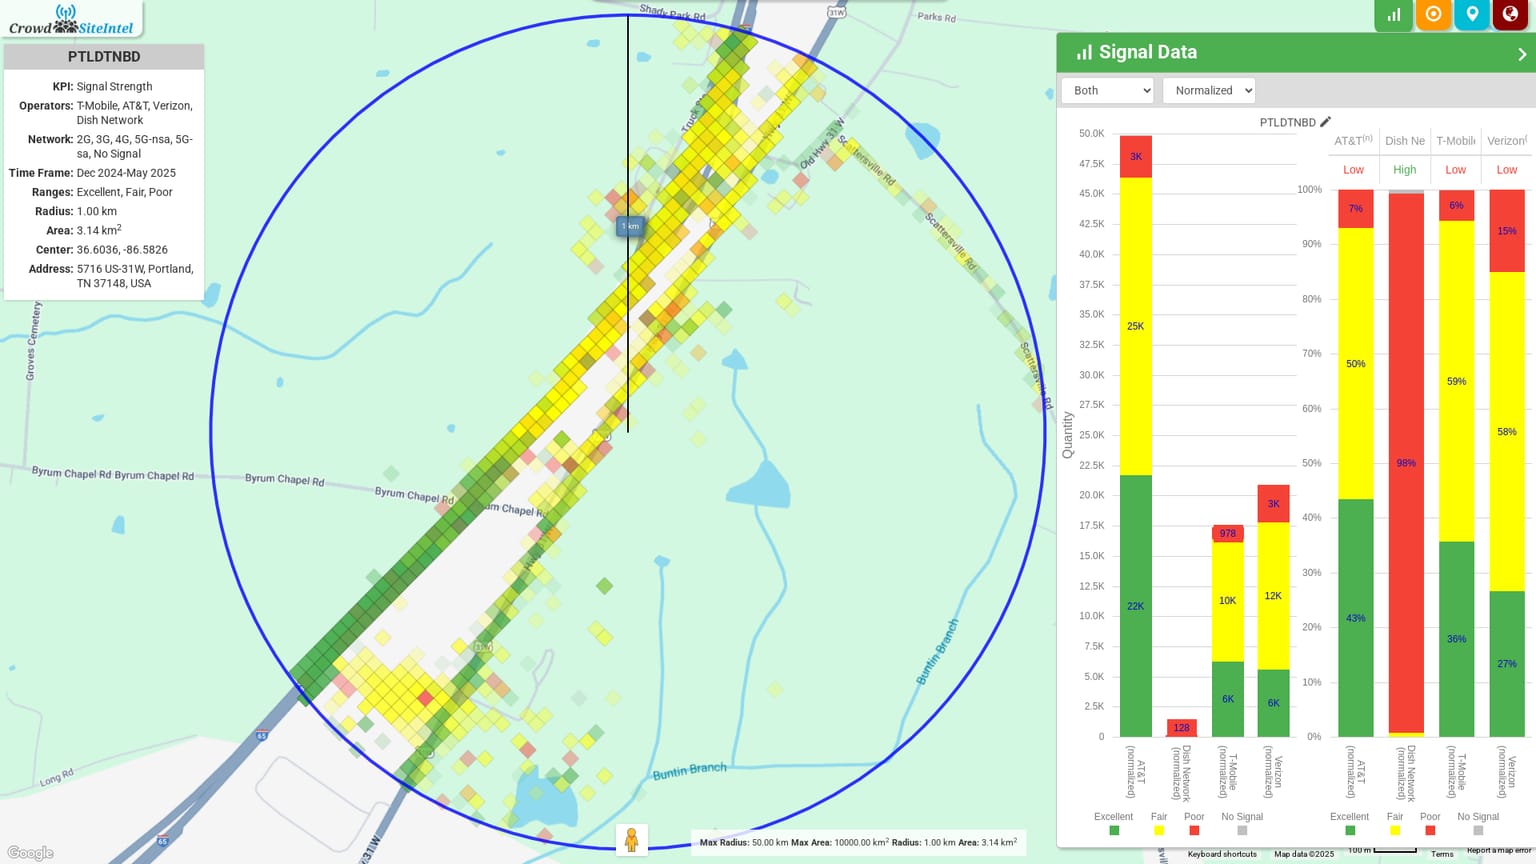 CrowdSiteIntel
PTLDTNBD
KPI: Signal Strength
Operators: T-Mobile, AT&T, Verizon,
Dish Network
Network: 2G, 3G, 4G, 5G-nsa, 5G-
sa, No Signal
Time Frame: Dec 2024-May 2025
Ranges: Excellent, Fair, Poor
Radius: 1.00 km
Area: 3.14 km²
Center: 36.6036, -86.5826
Address: 5716 US-31W, Portland,
TN 37148, USA
Shady Park Rd
31W
Parks Rd
Old Hwy 31 W
Scattersville Rd
Scattersville Rd
Scattersville Rd
1 km
Groves Cemetery
Byrum Chapel Rd Byrum Chapel Rd
Byrum Chapel Rd
Byrum Chapel Rd
um Chapel Rd
Buntin Branch
Buntin Branch
65
65
Long Rd
31W
Google
Max Radius: 50.00 km Max Area: 10000.00 km² Radius: 1.00 km Area: 3.14 km²
Signal Data
Both
Normalized
PTLDTNBD
Quantity
50.0K
47.5K
45.0K
42.5K
40.0K
37.5K
35.0K
32.5K
30.0K
27.5K
25.0K
22.5K
20.0K
17.5K
15.0K
12.5K
10.0K
7.5K
5.0K
2.5K
0
3K
25K
22K
128
978
10K
6K
3K
12K
6K
AT&T (normalized)
Dish Network (normalized)
T-Mobile (normalized)
Verizon (normalized)
Excellent Fair Poor No Signal
AT&T(n) Dish Ne T-Mobile Verizon(
Low High Low Low
100%
90%
80%
70%
60%
50%
40%
30%
20%
10%
0%
7%
50%
43%
98%
6%
59%
36%
15%
58%
27%
AT&T (normalized)
Dish Network (normalized)
T-Mobile (normalized)
Verizon (normalized)
Excellent Fair Poor No Signal
Keyboard shortcuts Map data ©2025 100 m Terms Report a map error